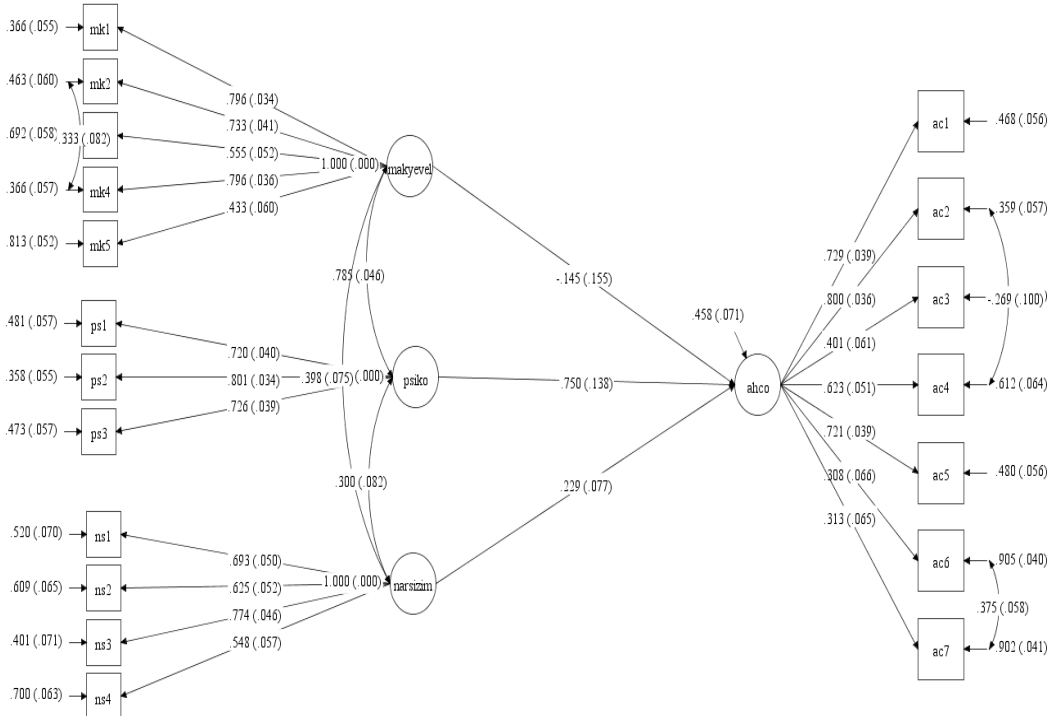 .366 (.055)
mk1
.463 (.060)
mk2
.692 (.058)
.333 (.082)
.366 (.057)
mk4
.813 (.052)
mk5
.796 (.034)
.733 (.041)
.555 (.052)
.796 (.036)
.433 (.060)
1.000 (.000)
makyevel
.481 (.057)
ps1
.358 (.055)
ps2
.473 (.057)
ps3
.720 (.040)
.801 (.034)
.726 (.039)
.398 (.075)
(.000)
psiko
.785 (.046)
.300 (.082)
.520 (.070)
ns1
.609 (.065)
ns2
.401 (.071)
ns3
.700 (.063)
ns4
.693 (.050)
.625 (.052)
.774 (.046)
.548 (.057)
1.000 (.000)
narsizim
-.145 (.155)
.750 (.138)
.229 (.077)
.458 (.071)
ahco
.729 (.039)
.800 (.036)
.401 (.061)
.623 (.051)
.721 (.039)
.308 (.066)
.313 (.065)
ac1
.468 (.056)
ac2
.359 (.057)
ac3
-.269 (.100)
ac4
.612 (.064)
ac5
.480 (.056)
ac6
.905 (.040)
.375 (.058)
ac7
.902 (.041)